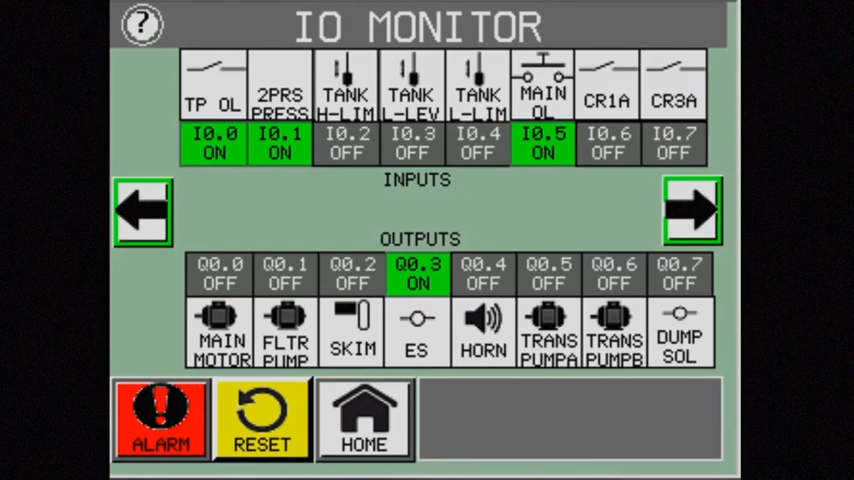 ?
IO MONITOR
TP OL
2PRS PRESS
TANK H-LIM
TANK L-LEV
TANK L-LIM
MAIN OL
CR1A
CR3A
I0.0 ON
I0.1 ON
I0.2 OFF
I0.3 OFF
I0.4 OFF
I0.5 ON
I0.6 OFF
I0.7 OFF
INPUTS
OUTPUTS
Q0.0 OFF
Q0.1 OFF
Q0.2 OFF
Q0.3 ON
Q0.4 OFF
Q0.5 OFF
Q0.6 OFF
Q0.7 OFF
MAIN MOTOR
FLTR PUMP
SKIM
ES
HORN
TRANS PUMPA
TRANS PUMPB
DUMP SOL
ALARM
RESET
HOME